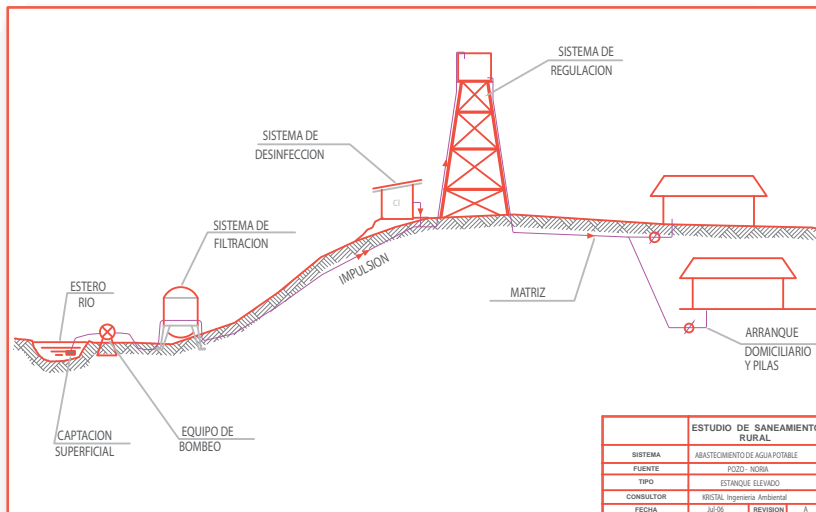 SISTEMA DE
REGULACION
SISTEMA DE
DESINFECCION
Cl
SISTEMA DE
FILTRACION
IMPULSION
ESTERO
RIO
MATRIZ
ARRANQUE
DOMICILIARIO
Y PILAS
CAPTACION
SUPERFICIAL
EQUIPO DE
BOMBEO
ESTUDIO DE SANEAMIENTO
RURAL
SISTEMA ABASTECIMIENTO DE AGUA POTABLE
FUENTE POZO - NORIA
TIPO ESTANQUE ELEVADO
CONSULTOR KRISTAL Ingenieria Ambiental
FECHA Jul-06 REVISION A